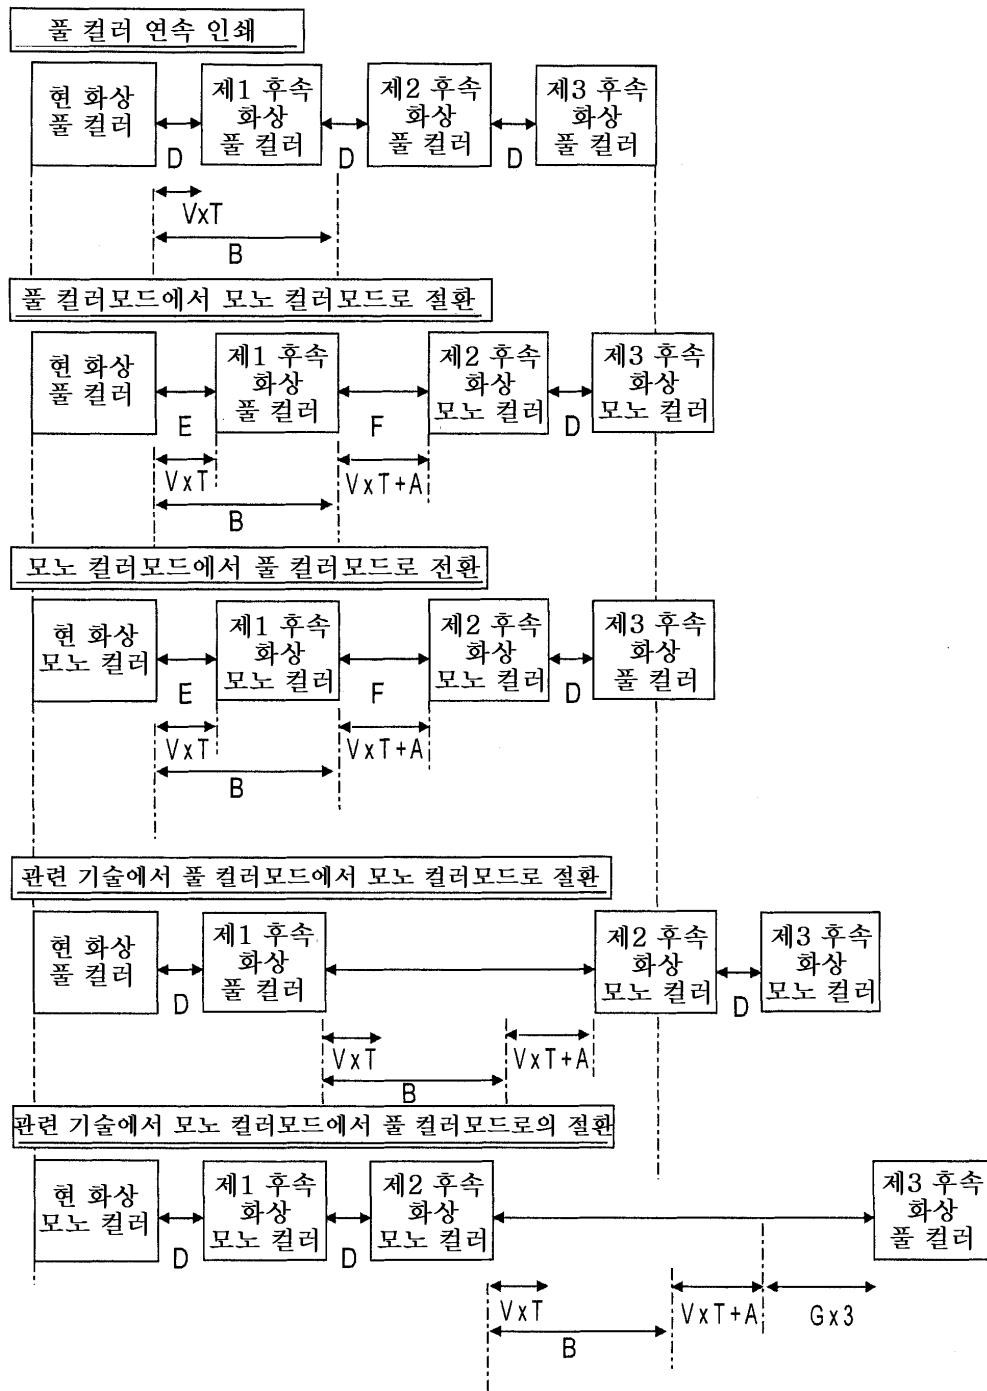 풀 컬러 연속 인쇄
현 화상
풀 컬러
제1 후속
화상
풀 컬러
제2 후속
화상
풀 컬러
제3 후속
화상
풀 컬러
D
D
D
VxT
B
풀 컬러모드에서 모노 컬러모드로 절환
현 화상
풀 컬러
제1 후속
화상
풀 컬러
제2 후속
화상
모노 컬러
제3 후속
화상
모노 컬러
E
F
D
VxT
VxT+A
B
모노 컬러모드에서 풀 컬러모드로 전환
현 화상
모노 컬러
제1 후속
화상
모노 컬러
제2 후속
화상
모노 컬러
제3 후속
화상
풀 컬러
E
F
D
VxT
VxT+A
B
관련 기술에서 풀 컬러모드에서 모노 컬러모드로 절환
현 화상
풀 컬러
제1 후속
화상
풀 컬러
제2 후속
화상
모노 컬러
제3 후속
화상
모노 컬러
D
D
VxT
VxT+A
B
관련 기술에서 모노 컬러모드에서 풀 컬러모드로의 절환
현 화상
모노 컬러
제1 후속
화상
모노 컬러
제2 후속
화상
모노 컬러
제3 후속
화상
풀 컬러
D
D
VxT
VxT+A
Gx3
B